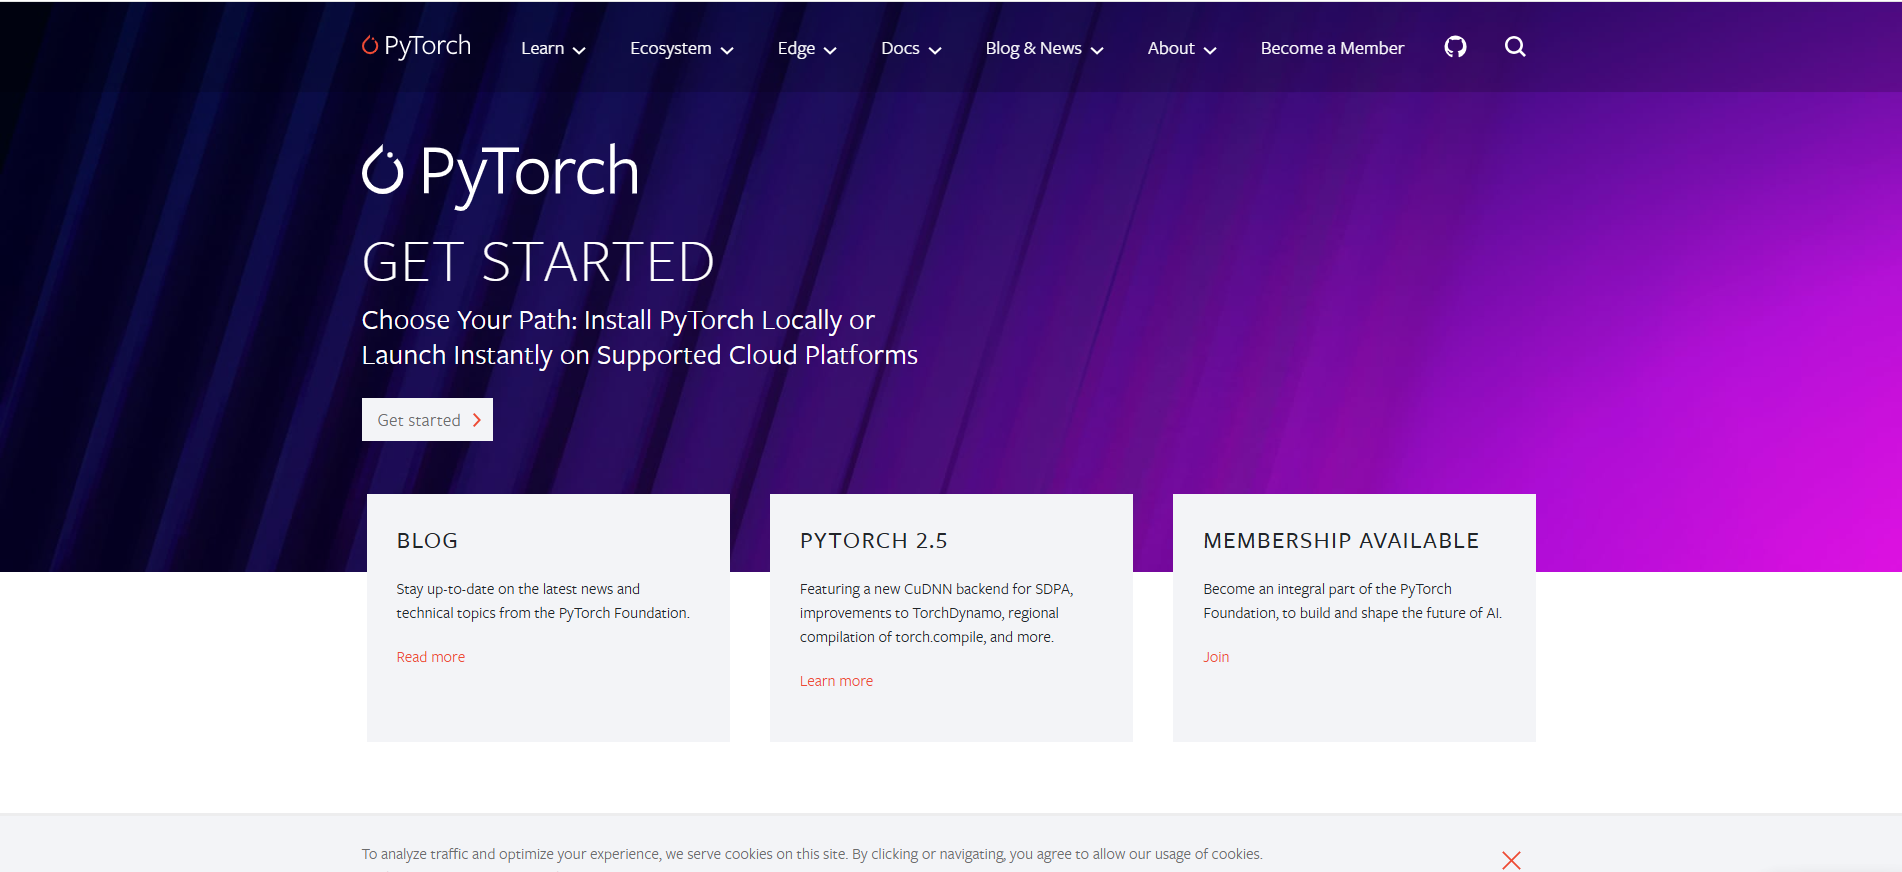 PyTorch
Learn
Ecosystem
Edge
Docs
Blog & News
About
Become a Member
PyTorch
GET STARTED
Choose Your Path: Install PyTorch Locally or
Launch Instantly on Supported Cloud Platforms
Get started
BLOG
Stay up-to-date on the latest news and
technical topics from the PyTorch Foundation.
Read more
PYTORCH 2.5
Featuring a new CuDNN backend for SDPA,
improvements to TorchDynamo, regional
compilation of torch.compile, and more.
Learn more
MEMBERSHIP AVAILABLE
Become an integral part of the PyTorch
Foundation, to build and shape the future of AI.
Join
To analyze traffic and optimize your experience, we serve cookies on this site. By clicking or navigating, you agree to allow our usage of cookies.